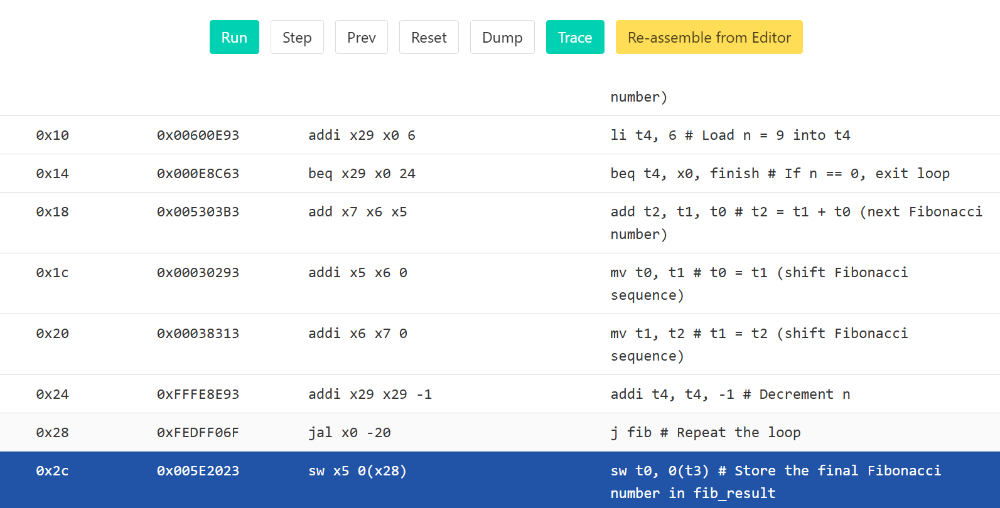 Run Step Prev Reset Dump Trace Re-assemble from Editor
number)
0x10 0x00600E93 addi x29 x0 6 li t4, 6 # Load n = 9 into t4
0x14 0x000E8C63 beq x29 x0 24 beq t4, x0, finish # If n == 0, exit loop
0x18 0x005303B3 add x7 x6 x5 add t2, t1, t0 # t2 = t1 + t0 (next Fibonacci
number)
0x1c 0x00030293 addi x5 x6 0 mv t0, t1 # t0 = t1 (shift Fibonacci
sequence)
0x20 0x00038313 addi x6 x7 0 mv t1, t2 # t1 = t2 (shift Fibonacci
sequence)
0x24 0xFFFE8E93 addi x29 x29 -1 addi t4, t4, -1 # Decrement n
0x28 0xFEDFF06F jal x0 -20 j fib # Repeat the loop
0x2c 0x005E2023 sw x5 0(x28) sw t0, 0(t3) # Store the final Fibonacci
number in fib_result